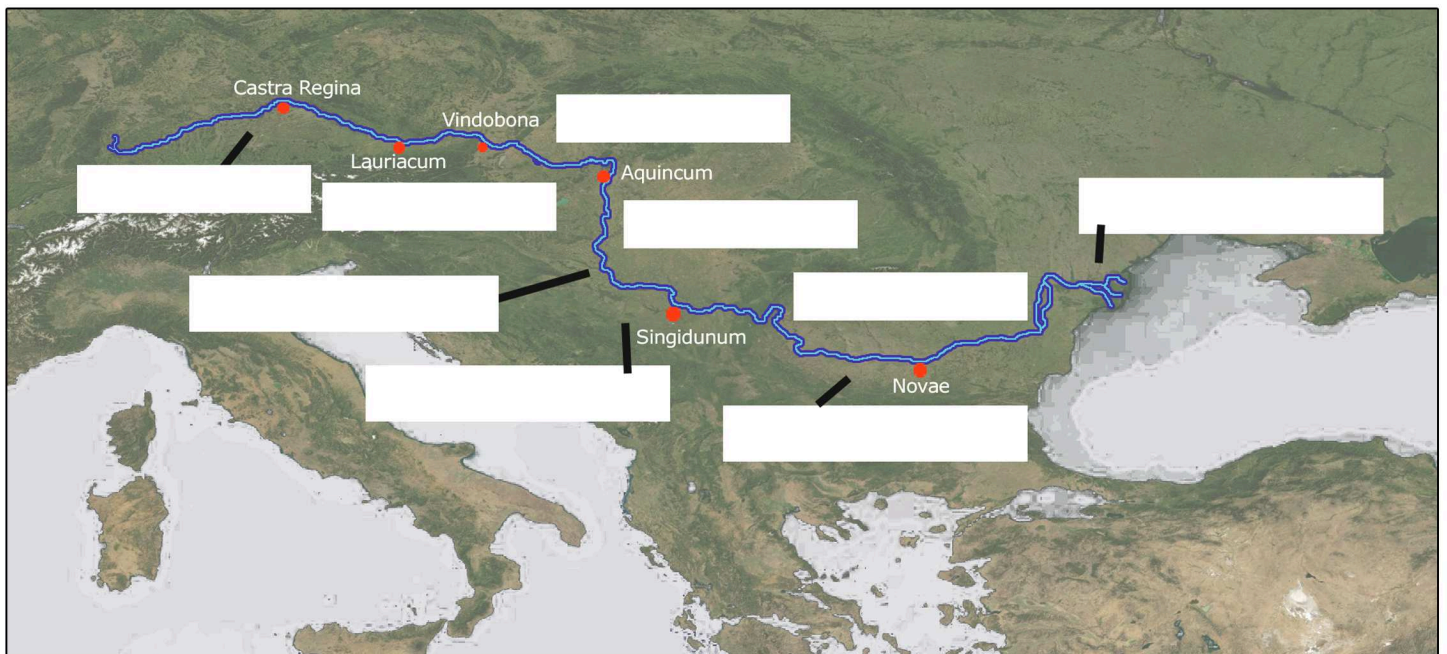 Castra Regina
Vindobona
Lauriacum
Aquincum
Singidunum
Novae